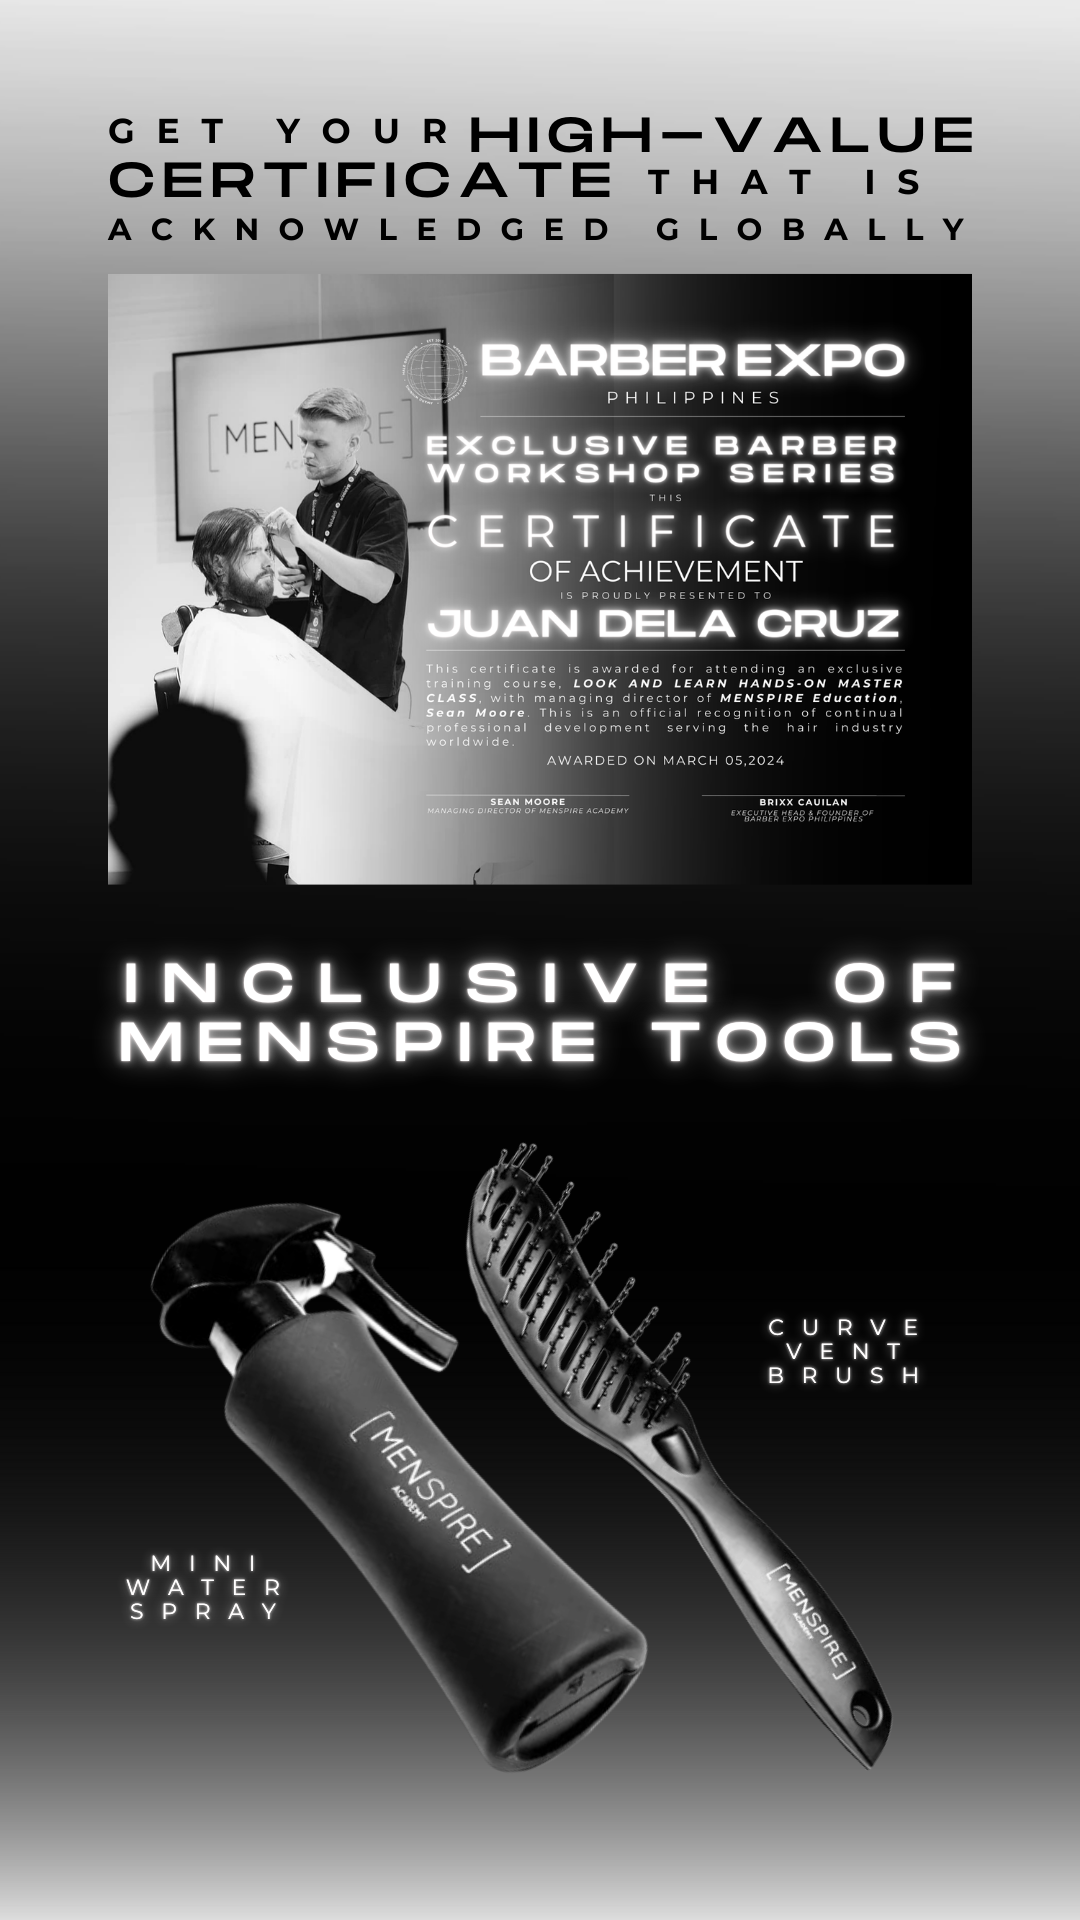 GET YOUR HIGH-VALUE
CERTIFICATE THAT IS
ACKNOWLEDGED GLOBALLY
BARBER EXPO
PHILIPPINES
EXCLUSIVE BARBER
WORKSHOP SERIES
THIS
CERTIFICATE
OF ACHIEVEMENT
IS PROUDLY PRESENTED TO
JUAN DELA CRUZ
This certificate is awarded for attending an exclusive
training course, LOOK AND LEARN HANDS-ON MASTER
CLASS, with managing director of MENSPIRE Education,
Sean Moore. This is an official recognition of continual
professional development serving the hair industry
worldwide.
AWARDED ON MARCH 05,2024
SEAN MOORE
MANAGING DIRECTOR OF MENSPIRE ACADEMY
BRIXX CAUILAN
EXECUTIVE HEAD & FOUNDER OF
BARBER EXPO PHILIPPINES
INCLUSIVE OF
MENSPIRE TOOLS
CURVE
VENT
BRUSH
[MENSPIRE]
ACADEMY
MINI
WATER
SPRAY
[MENSPIRE]
ACADEMY